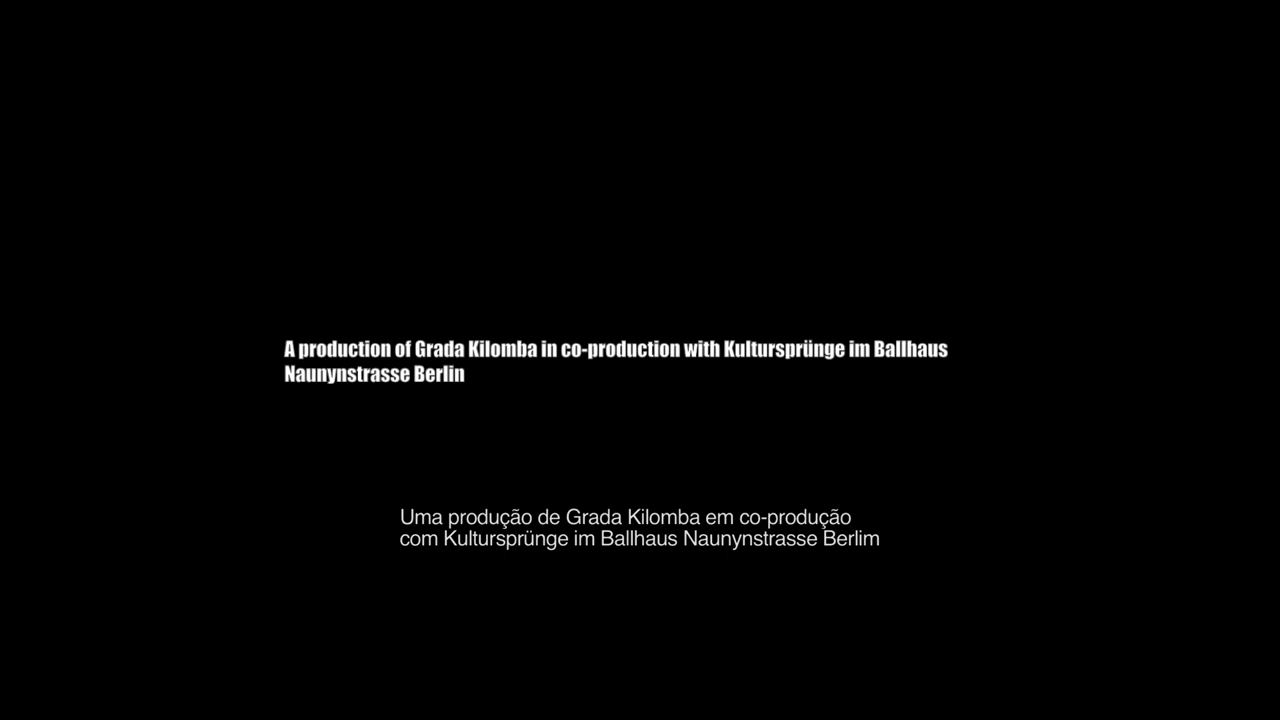 A production of Grada Kilomba in co-production with Kultursprünge im Ballhaus
Naunynstrasse Berlin
Uma produção de Grada Kilomba em co-produção
com Kultursprünge im Ballhaus Naunynstrasse Berlim